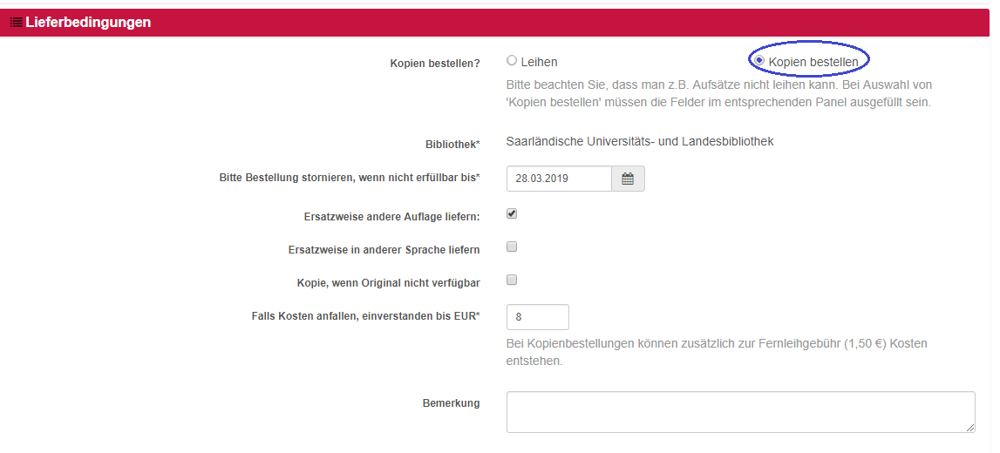 Lieferbedingungen
Kopien bestellen? Leihen Kopien bestellen
Bitte beachten Sie, dass man z.B. Aufsätze nicht leihen kann. Bei Auswahl von
'Kopien bestellen' müssen die Felder im entsprechenden Panel ausgefüllt sein.
Bibliothek* Saarländische Universitäts- und Landesbibliothek
Bitte Bestellung stornieren, wenn nicht erfüllbar bis* 28.03.2019
Ersatzweise andere Auflage liefern:
Ersatzweise in anderer Sprache liefern
Kopie, wenn Original nicht verfügbar
Falls Kosten anfallen, einverstanden bis EUR* 8
Bei Kopienbestellungen können zusätzlich zur Fernleihgebühr (1,50 €) Kosten
entstehen.
Bemerkung